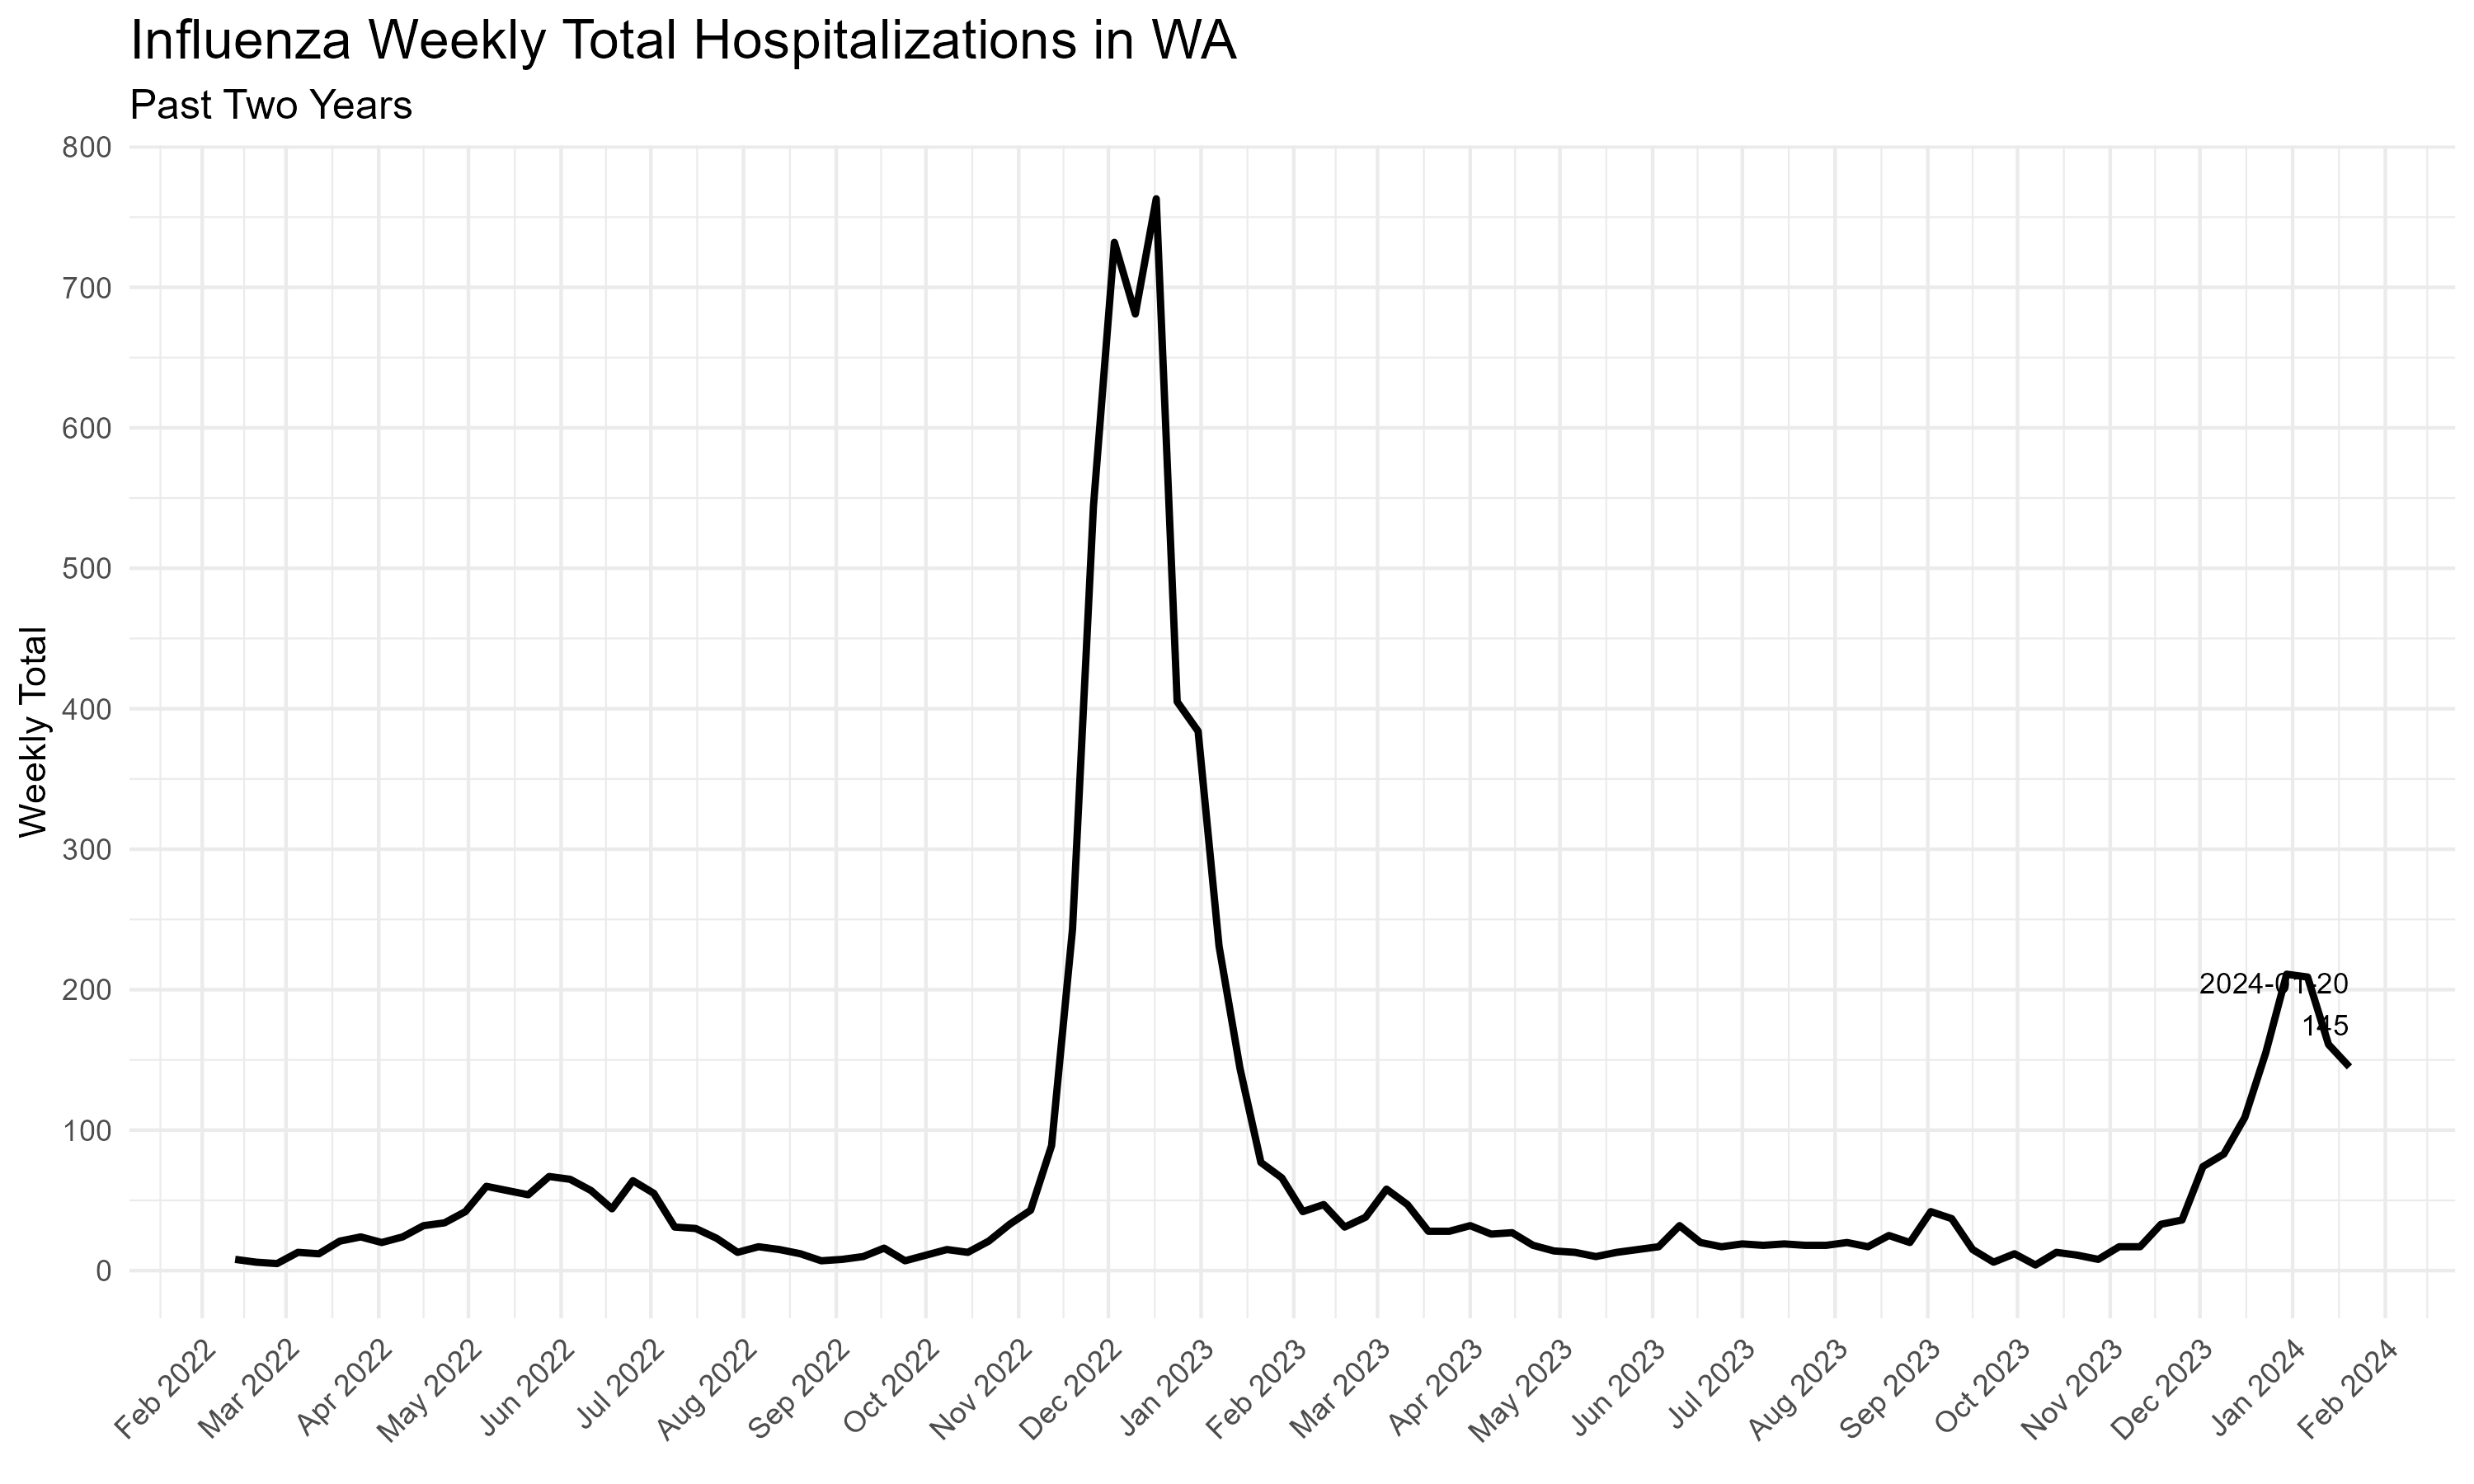 Influenza Weekly Total Hospitalizations in WA
Past Two Years
800
700
600
500
400
300
200
100
0
Weekly Total
2024-01-20
145
Feb 2022
Mar 2022
Apr 2022
May 2022
Jun 2022
Jul 2022
Aug 2022
Sep 2022
Oct 2022
Nov 2022
Dec 2022
Jan 2023
Feb 2023
Mar 2023
Apr 2023
May 2023
Jun 2023
Jul 2023
Aug 2023
Sep 2023
Oct 2023
Nov 2023
Dec 2023
Jan 2024
Feb 2024